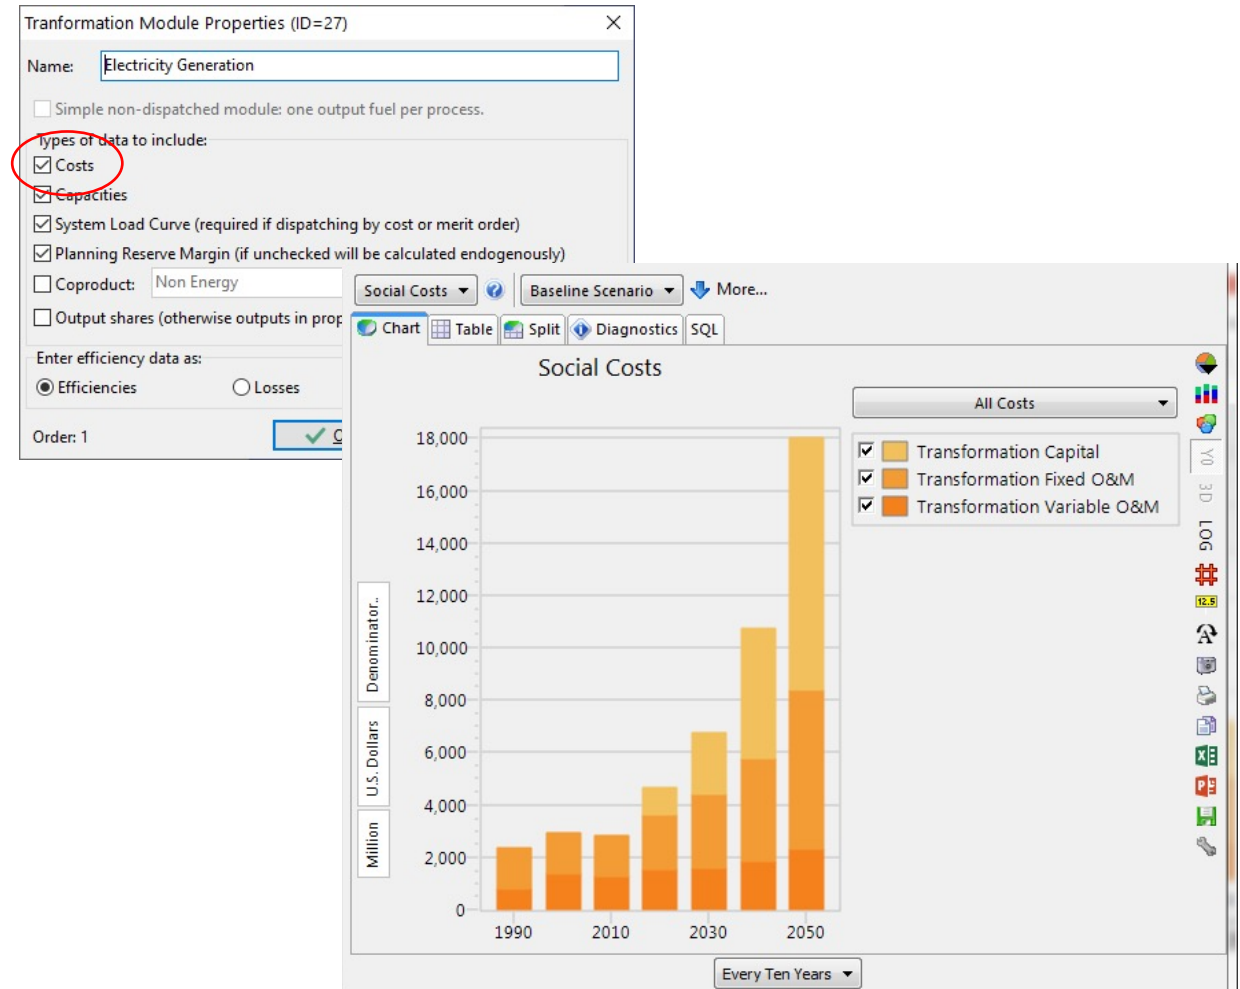 Tranformation Module Properties (ID=27)
Name: Electricity Generation
Simple non-dispatched module: one output fuel per process.
Types of data to include:
Costs
Capacities
System Load Curve (required if dispatching by cost or merit order)
Planning Reserve Margin (if unchecked will be calculated endogenously)
Coproduct: Non Energy
Output shares (otherwise outputs in prop
Enter efficiency data as:
Efficiencies Losses
Order: 1
Social Costs Baseline Scenario More...
Chart Table Split Diagnostics SQL
Social Costs
All Costs
Transformation Capital
Transformation Fixed O&M
Transformation Variable O&M
18,000
16,000
14,000
12,000
10,000
8,000
6,000
4,000
2,000
0
1990 2010 2030 2050
Denominator..
U.S. Dollars
Million
Y0
3D
LOG
12.5
Every Ten Years